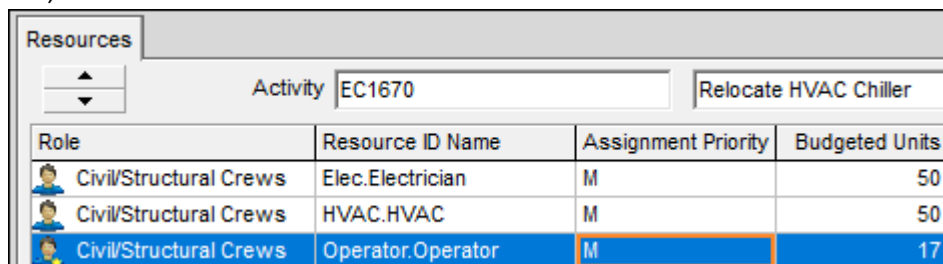 Resources
Activity EC1670 Relocate HVAC Chiller
Role Resource ID Name Assignment Priority Budgeted Units
Civil/Structural Crews Elec.Electrician M 50
Civil/Structural Crews HVAC.HVAC M 50
Civil/Structural Crews Operator.Operator M 17